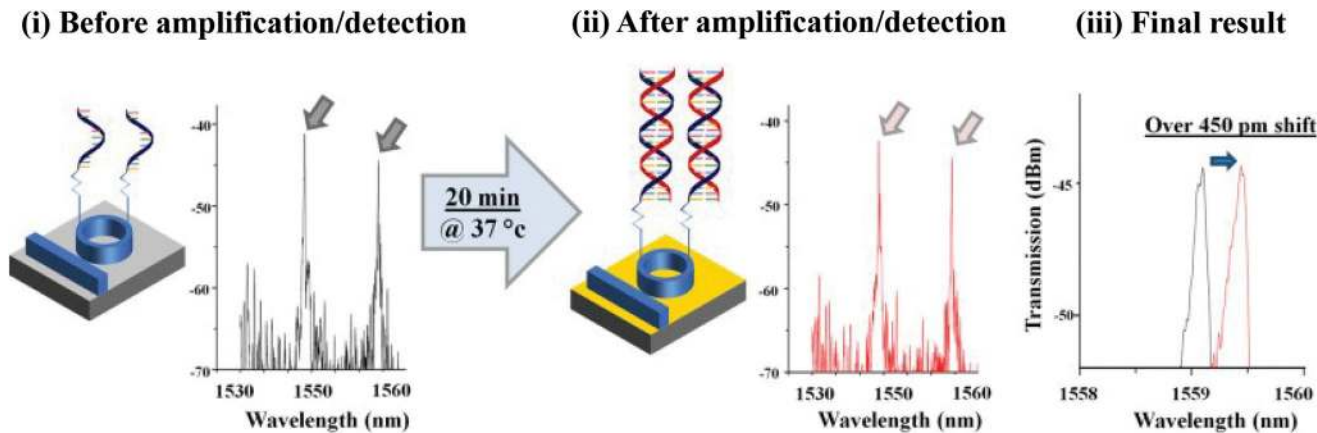 (i) Before amplification/detection
(ii) After amplification/detection
(iii) Final result
-40
-50
-60
-70
1530
1550
1560
Wavelength (nm)
20 min
@ 37 °c
-40
-50
-60
-70
1530
1550
1560
Wavelength (nm)
Over 450 pm shift
Transmission (dBm)
-45
-50
1558
1559
1560
Wavelength (nm)